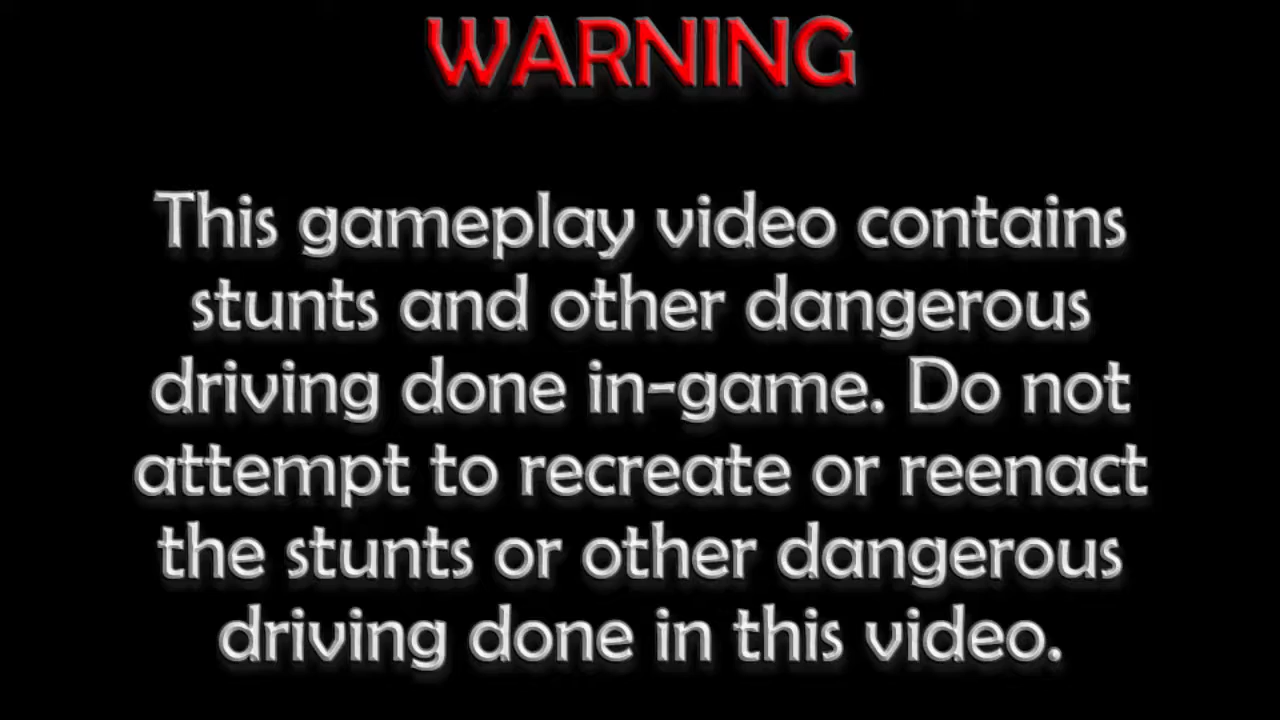 WARNING
This gameplay video contains
stunts and other dangerous
driving done in-game. Do not
attempt to recreate or reenact
the stunts or other dangerous
driving done in this video.